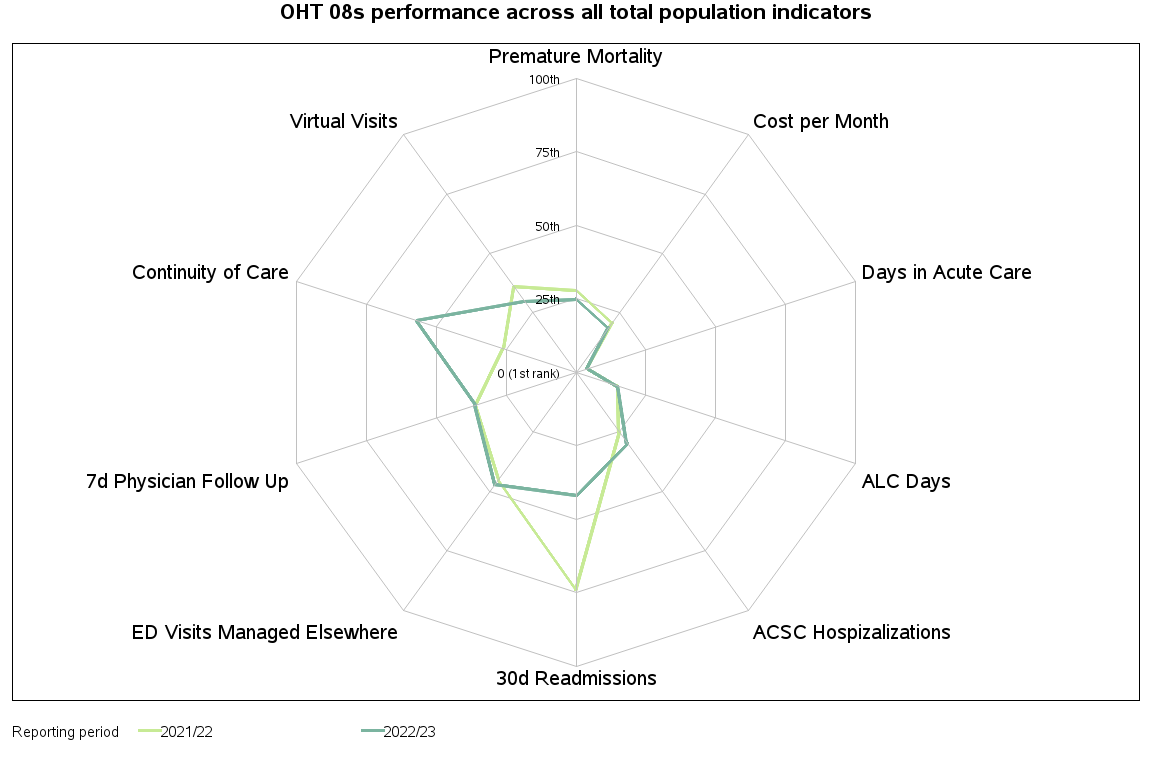 OHT 08s performance across all total population indicators
Premature Mortality
100th
Virtual Visits
Cost per Month
75th
50th
Continuity of Care
Days in Acute Care
25th
0 (1st rank)
7d Physician Follow Up
ALC Days
ED Visits Managed Elsewhere
ACSC Hospizalizations
30d Readmissions
Reporting period 2021/22 2022/23